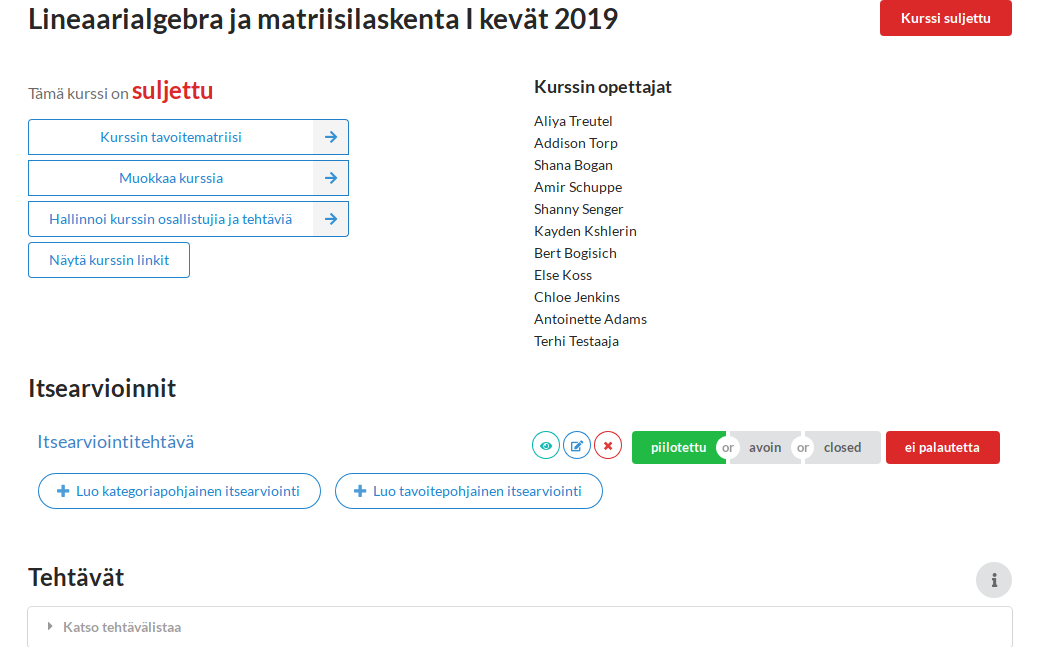 Lineaarialgebra ja matriisilaskenta I kevät 2019
Kurssi suljettu
Tämä kurssi on suljettu
Kurssin tavoitematriisi
Muokkaa kurssia
Hallinnoi kurssin osallistujia ja tehtäviä
Näytä kurssin linkit
Kurssin opettajat
Aliya Treutel
Addison Torp
Shana Bogan
Amir Schuppe
Shanny Senger
Kayden Kshlerin
Bert Bogisich
Else Koss
Chloe Jenkins
Antoinette Adams
Terhi Testaaja
Itsearvioinnit
Itsearviointitehtävä
piilotettu or avoin or closed
ei palautetta
Luo kategoriapohjainen itsearviointi
Luo tavoitepohjainen itsearviointi
Tehtävät
Katso tehtävälistaa